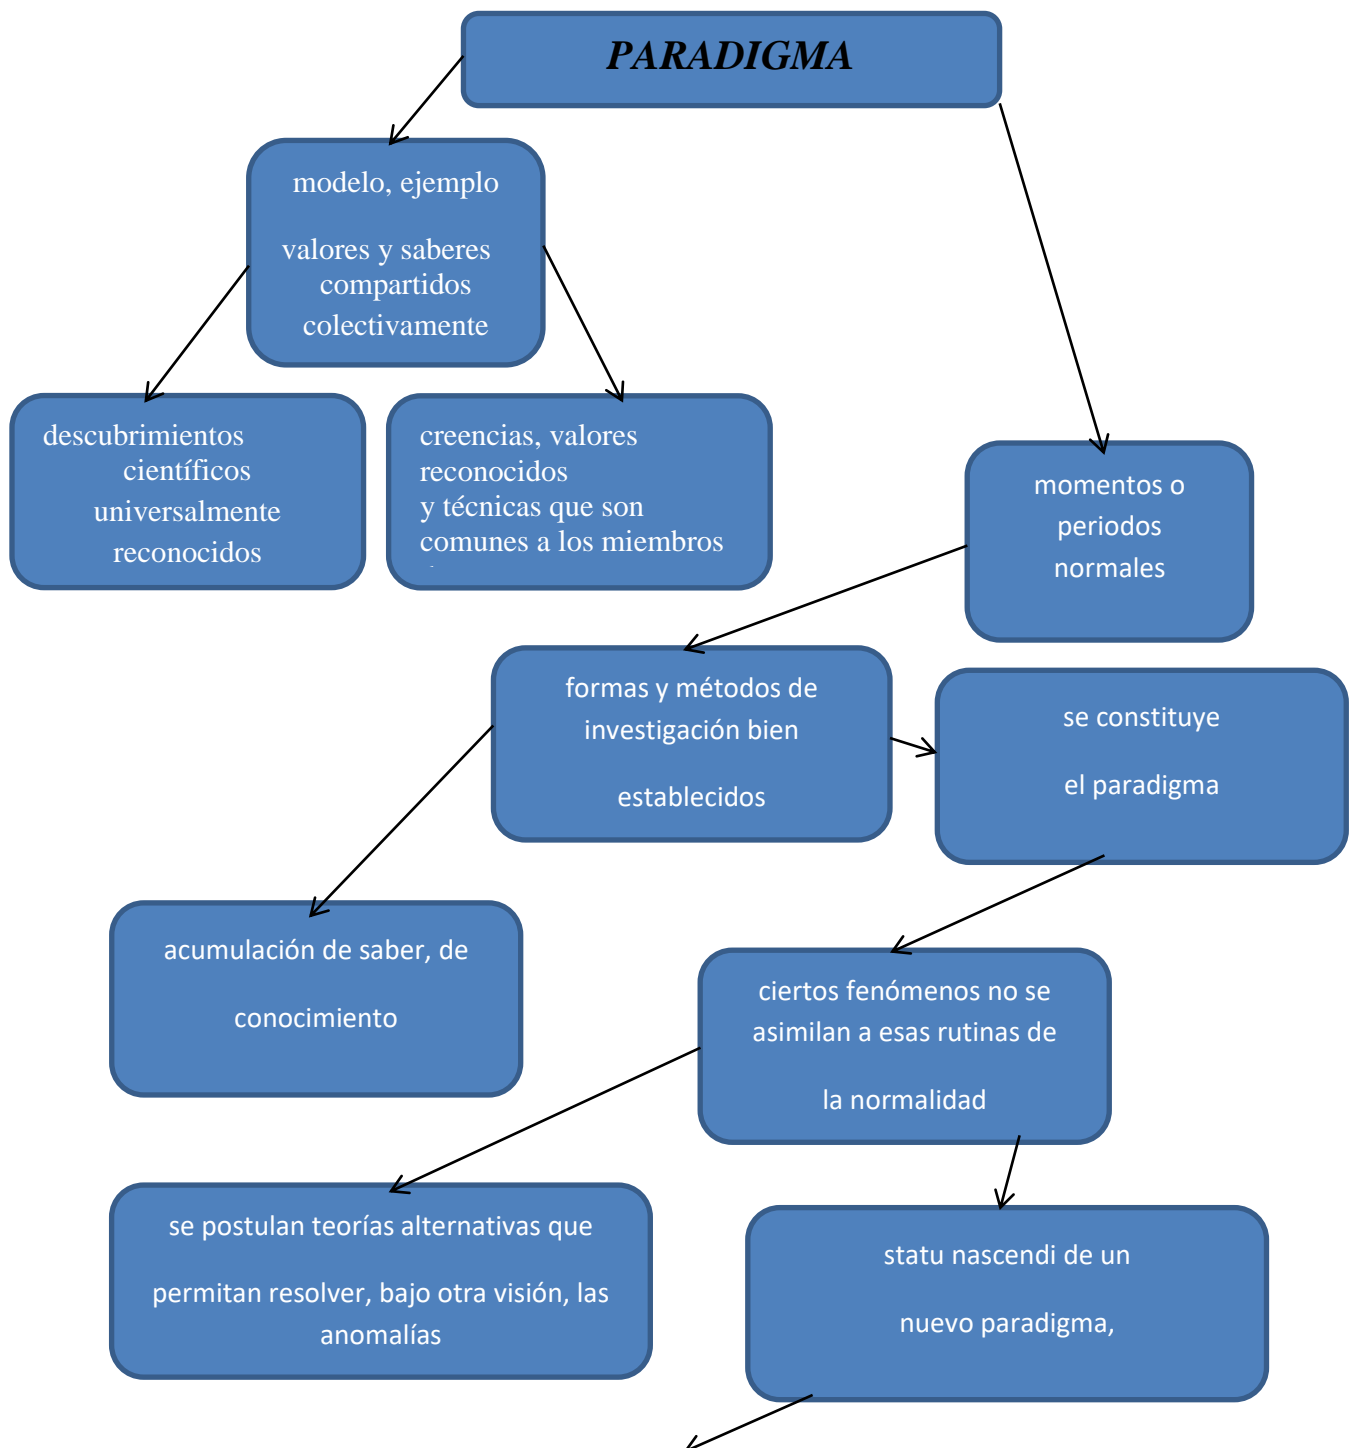 PARADIGMA
modelo, ejemplo
valores y saberes
compartidos
colectivamente
descubrimientos
científicos
universalmente
reconocidos
creencias, valores
reconocidos
y técnicas que son
comunes a los miembros
momentos o
periodos
normales
formas y métodos de
investigación bien
establecidos
se constituye
el paradigma
acumulación de saber, de
conocimiento
ciertos fenómenos no se
asimilan a esas rutinas de
la normalidad
se postulan teorías alternativas que
permitan resolver, bajo otra visión, las
anomalías
statu nascendi de un
nuevo paradigma,